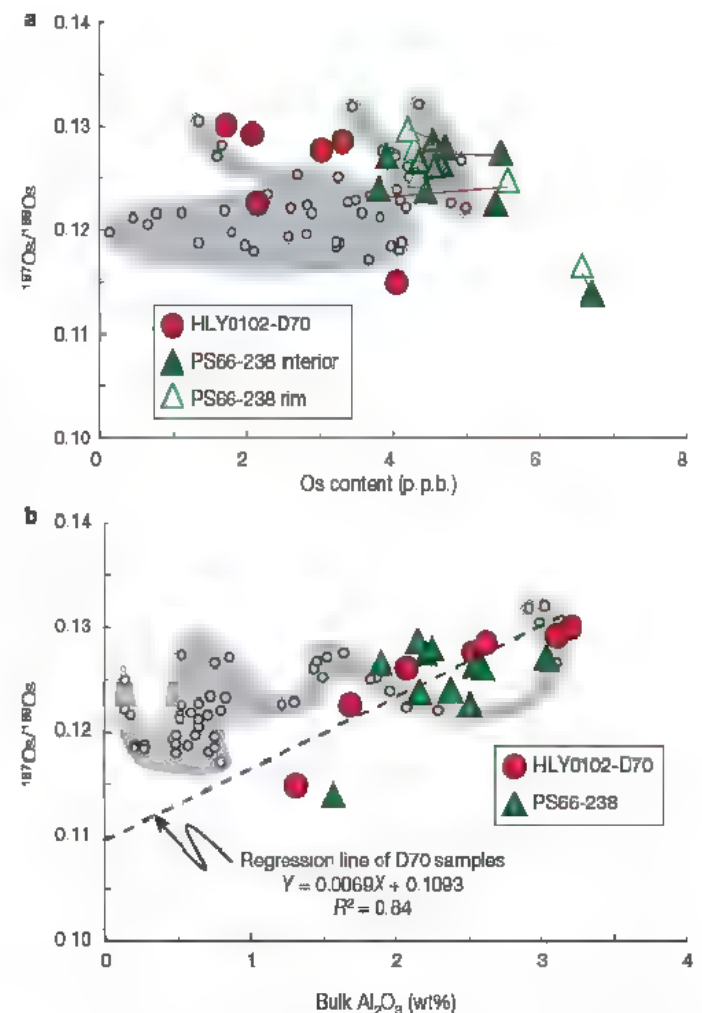 a
0.14
0.13
0.12
0.11
0.10
¹⁸⁷Os/¹⁸⁸Os
HLY0102-D70
PS66-238 interior
PS66-238 rim
0 2 4 6 8
Os content (p.p.b.)
b
0.14
0.13
0.12
0.11
0.10
¹⁸⁷Os/¹⁸⁸Os
HLY0102-D70
PS66-238
Regression line of D70 samples
Y = 0.0069X + 0.1093
R² = 0.84
0 1 2 3 4
Bulk Al₂O₃ (wt%)